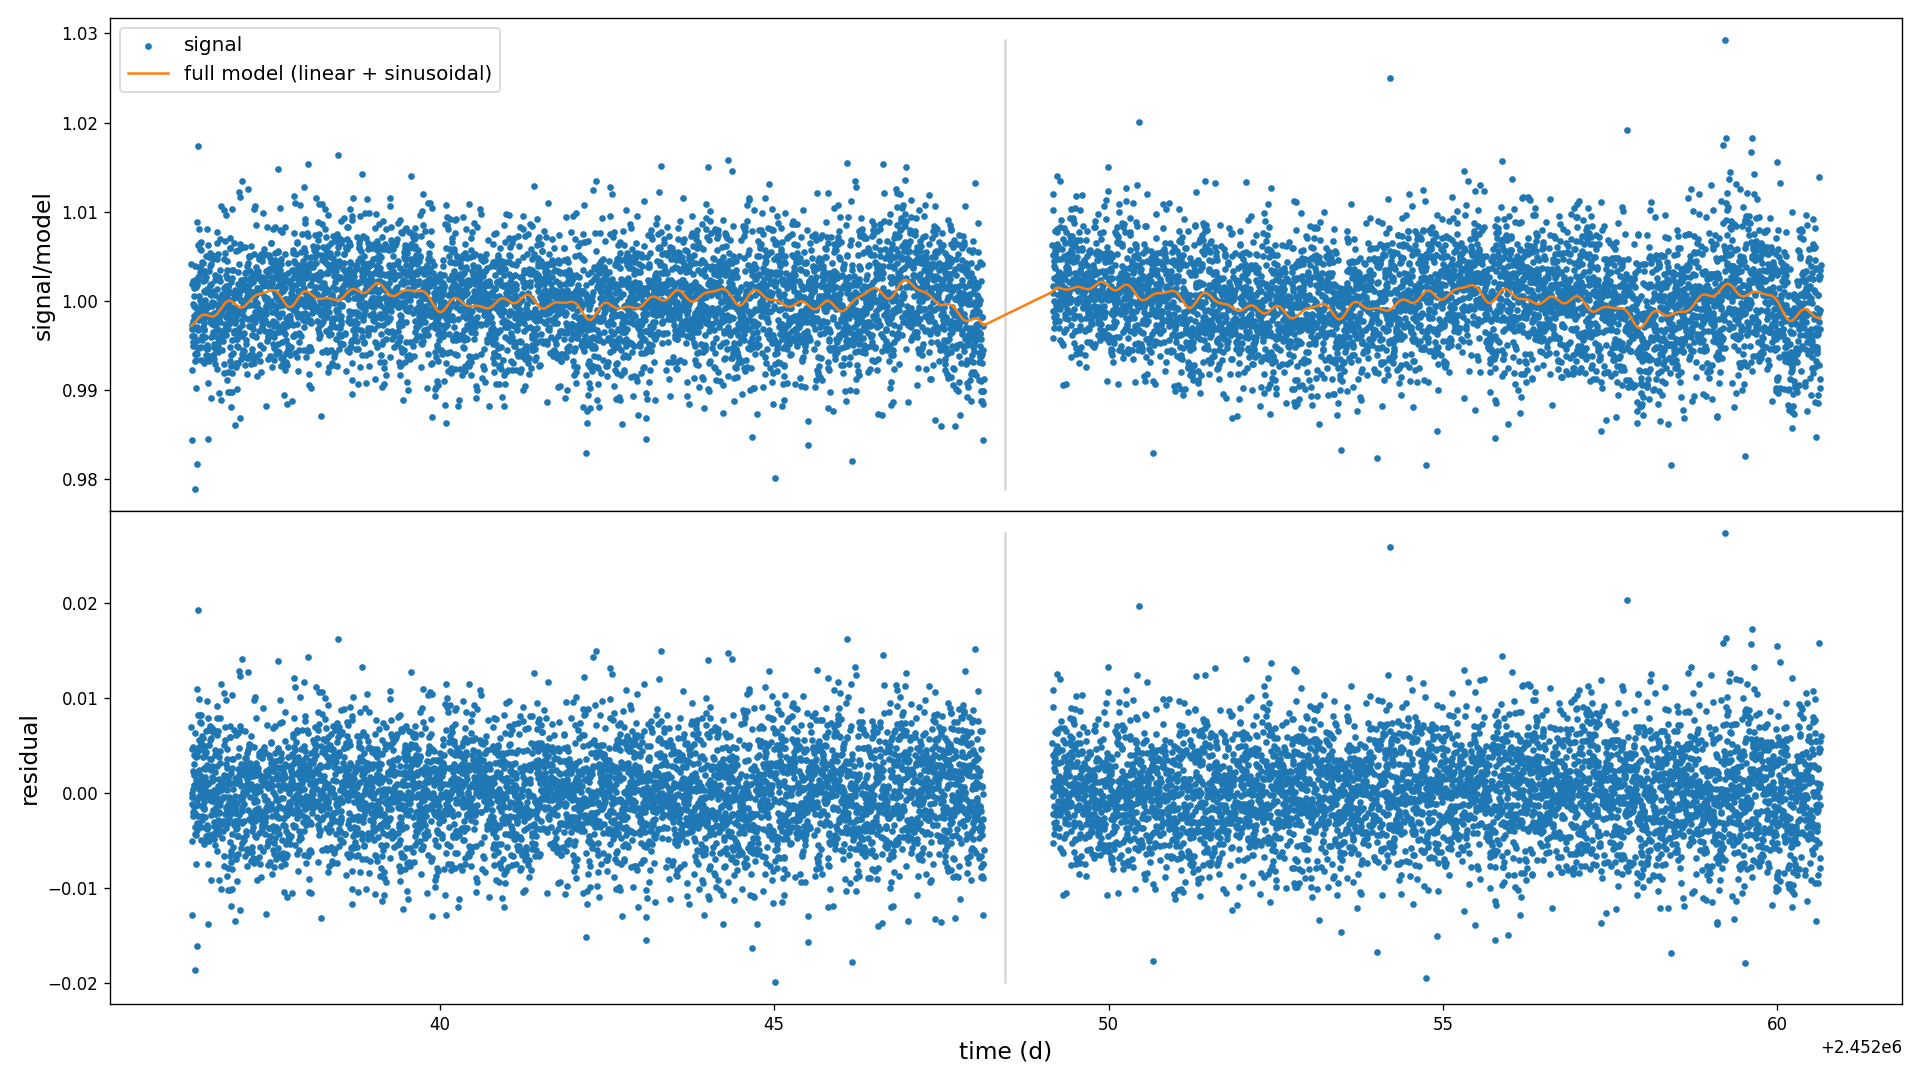 signal
full model (linear + sinusoidal)
1.03
1.02
1.01
1.00
0.99
0.98
signal/model
0.02
0.01
0.00
−0.01
−0.02
residual
40
45
50
55
60
time (d)
+2.452e6